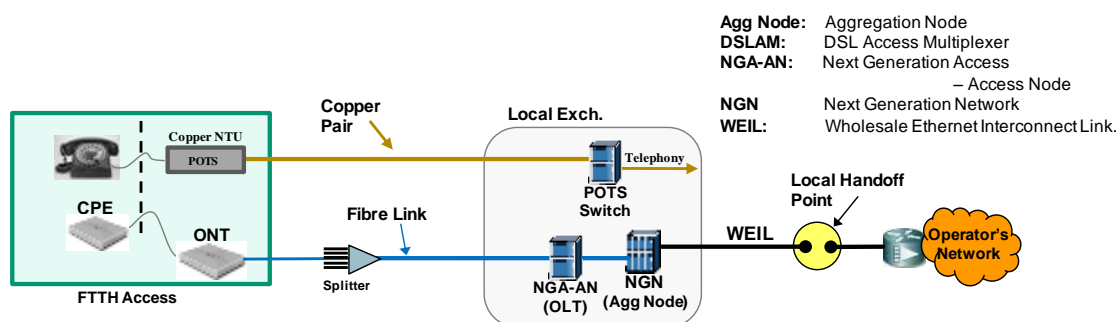 Agg Node: Aggregation Node
DSLAM: DSL Access Multiplexer
NGA-AN: Next Generation Access
– Access Node
NGN Next Generation Network
WEIL: Wholesale Ethernet Interconnect Link.
Copper
Pair
Local Exch.
Copper NTU
POTS
Telephony
POTS
Switch
Local Handoff
Point
CPE
ONT
Fibre Link
WEIL
Operator's
Network
Splitter
NGA-AN
(OLT)
NGN
(Agg Node)
FTTH Access